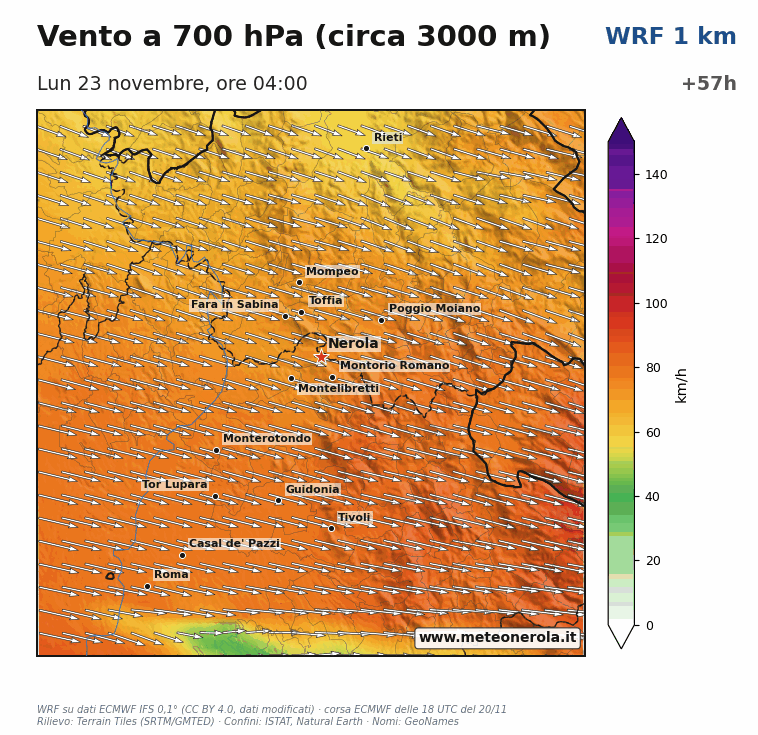 Vento a 700 hPa (circa 3000 m)
WRF 1 km
Lun 23 novembre, ore 04:00
+57h
Rieti
Mompeo
Fara in Sabina
Toffia
Poggio Moiano
Nerola
Montorio Romano
Montelibretti
Monterotondo
Tor Lupara
Guidonia
Tivoli
Casal de' Pazzi
Roma
www.meteonerola.it
140
120
100
80
60
40
20
0
km/h
WRF su dati ECMWF IFS 0,1° (CC BY 4.0, dati modificati) · corsa ECMWF delle 18 UTC del 20/11
Rilievo: Terrain Tiles (SRTM/GMTED) · Confini: ISTAT, Natural Earth · Nomi: GeoNames